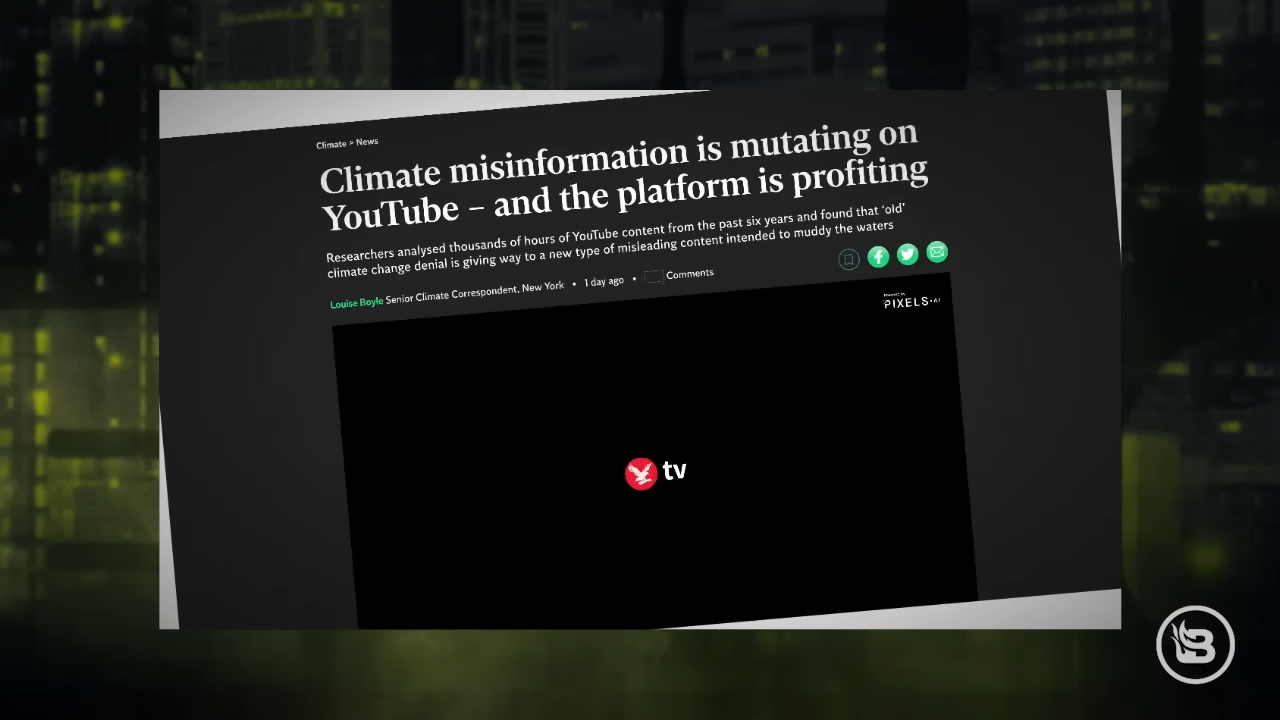 Climate > News
Climate misinformation is mutating on
YouTube – and the platform is profiting
Researchers analysed thousands of hours of YouTube content from the past six years and found that ‘old’
climate change denial is giving way to a new type of misleading content intended to muddy the waters
Louise Boyle Senior Climate Correspondent, New York • 1 day ago • Comments
Powered by
PIXELS•AI
tv
B